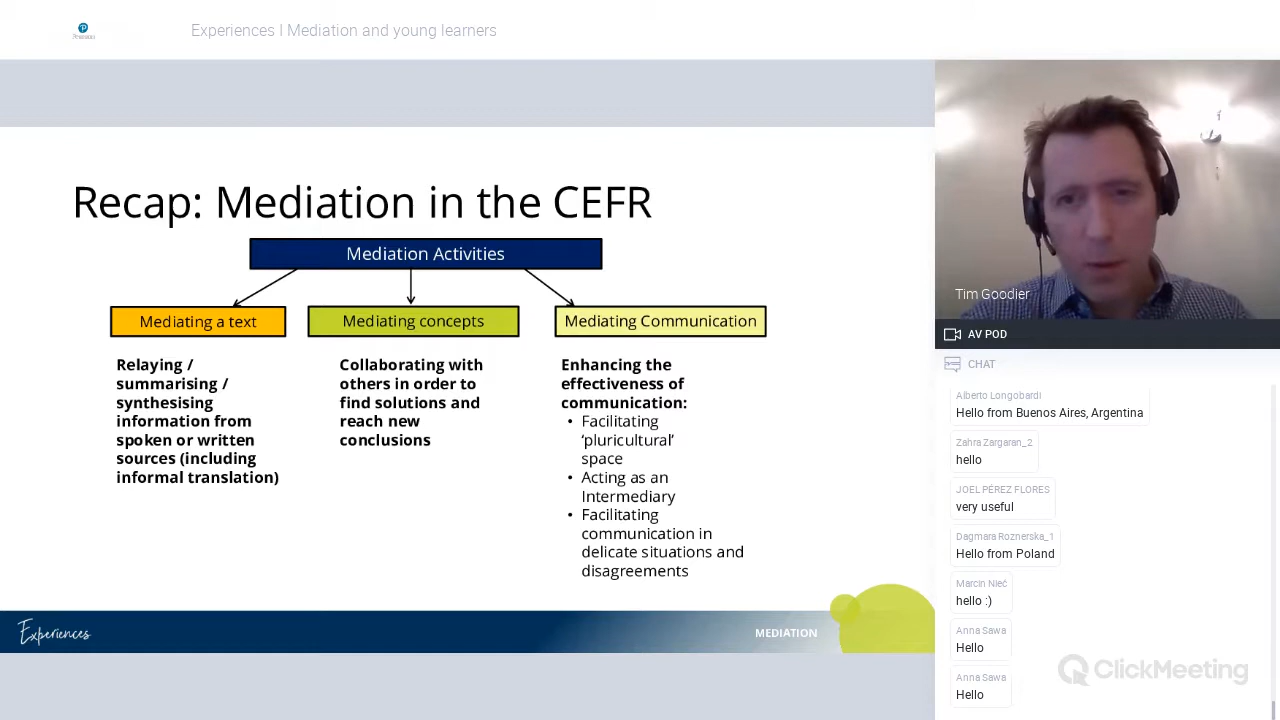 Pearson
Experiences I Mediation and young learners
Recap: Mediation in the CEFR
Mediation Activities
Mediating a text
Mediating concepts
Mediating Communication
Relaying /
summarising /
synthesising
information from
spoken or written
sources (including
informal translation)
Collaborating with
others in order to
find solutions and
reach new
conclusions
Enhancing the
effectiveness of
communication:
• Facilitating
‘pluricultural’
space
• Acting as an
Intermediary
• Facilitating
communication in
delicate situations and
disagreements
Experiences
MEDIATION
Tim Goodier
AV POD
CHAT
Alberto Longobardi
Hello from Buenos Aires, Argentina
Zahra Zargaran_2
hello
JOEL PÉREZ FLORES
very useful
Dagmara Roznerska_1
Hello from Poland
Marcin Nieć
hello :)
Anna Sawa
Hello
Anna Sawa
Hello
ClickMeeting